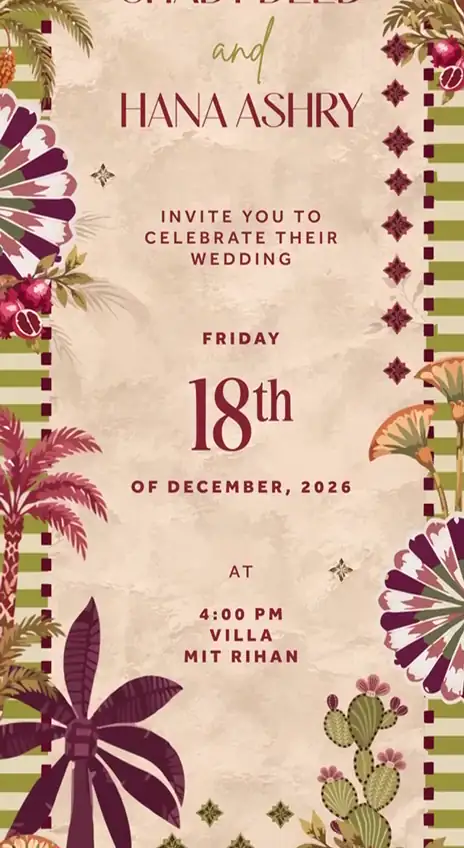 and
HANA ASHRY
INVITE YOU TO
CELEBRATE THEIR
WEDDING
FRIDAY
18th
OF DECEMBER, 2026
AT
4:00 PM
VILLA
MIT RIHAN